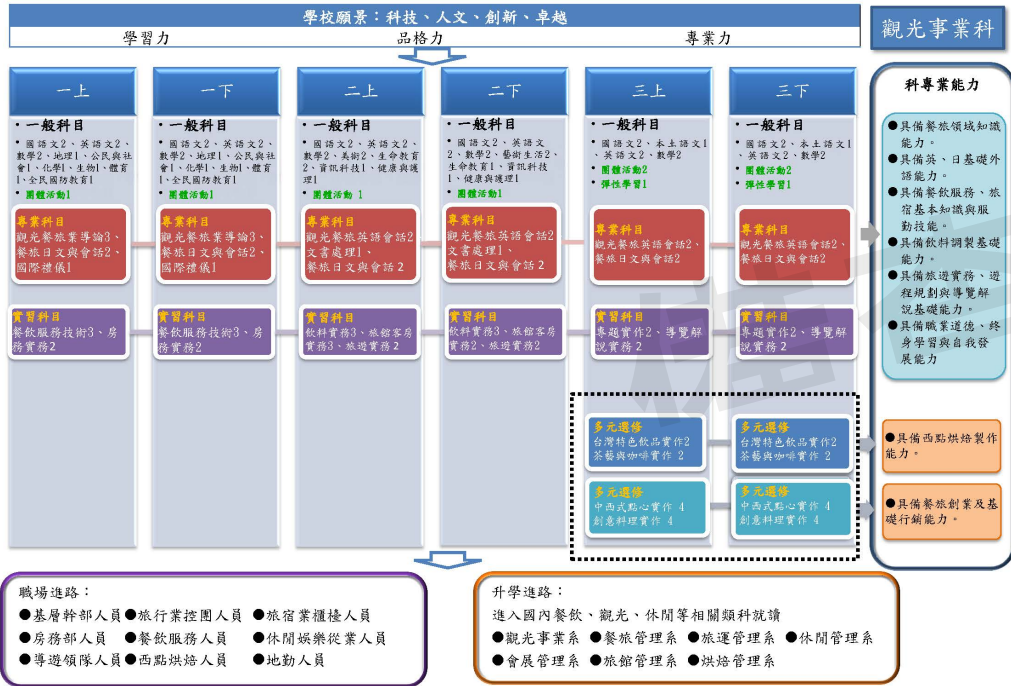 學校願景：科技、人文、創新、卓越
學習力
品格力
專業力
觀光事業科
一上
• 一般科目
• 國語文2、英語文2、
數學2、地理1、公民與社
會1、化學1、生物1、體育
1、全民國防教育1
• 團體活動1
專業科目
觀光餐旅業導論3、
餐旅日文與會話2、
國際禮儀1
實習科目
餐飲服務技術3、房
務實務2
一下
• 一般科目
• 國語文2、英語文2、
數學2、地理1、公民與社
會1、化學1、生物1、體育
1、全民國防教育1
• 團體活動1
專業科目
觀光餐旅業導論3、
餐旅日文與會話2、
國際禮儀1
實習科目
餐飲服務技術3、房
務實務2
二上
• 一般科目
• 國語文2、英語文2、
數學2、美術2、生命教育
2、資訊科技1、健康與護
理1
• 團體活動 1
專業科目
觀光餐旅英語會話2
文書處理1、
餐旅日文與會話 2
實習科目
飲料實務3、旅館客房
實務3、旅遊實務2
二下
• 一般科目
• 國語文2、英語文
2、數學2、藝術生活2、
生命教育1、資訊科技
1、健康與護理1
• 團體活動1
專業科目
觀光餐旅英語會話2
文書處理1、
餐旅日文與會話 2
實習科目
飲料實務3、旅館客房
實務2、旅遊實務2
三上
• 一般科目
• 國語文2、本土語文1
、英語文2、數學2
• 團體活動2
• 彈性學習1
專業科目
觀光餐旅英語會話2、
餐旅日文與會話2
實習科目
專題實作2、導覽解
說實務 2
多元選修
台灣特色飲品實作2
茶藝與咖啡實作 2
多元選修
中西式點心實作 4
創意料理實作 4
三下
• 一般科目
• 國語文2、本土語文1
、英語文2、數學2
• 團體活動2
• 彈性學習1
專業科目
觀光餐旅英語會話2、
餐旅日文與會話2
實習科目
專題實作2、導覽解
說實務 2
多元選修
台灣特色飲品實作2
茶藝與咖啡實作 2
多元選修
中西式點心實作 4
創意料理實作 4
科專業能力
●具備餐旅領域知識
能力。
●具備英、日基礎外
語能力。
●具備餐飲服務、旅
宿基本知識與服
勤技能。
●具備飲料調製基礎
能力。
●具備旅遊實務、遊
程規劃與導覽解
說基礎能力。
●具備職業道德、終
身學習與自我發
展能力
●具備西點烘焙製作
能力。
●具備餐旅創業及基
礎行銷能力。
職場進路：
●基層幹部人員 ●旅行業控團人員 ●旅宿業櫃檯人員
●房務部人員 ●餐飲服務人員 ●休閒娛樂從業人員
●導遊領隊人員 ●西點烘焙人員 ●地勤人員
升學進路：
進入國內餐飲、觀光、休閒等相關類科就讀
●觀光事業系 ●餐旅管理系 ●旅運管理系 ●休閒管理系
●會展管理系 ●旅館管理系 ●烘焙管理系